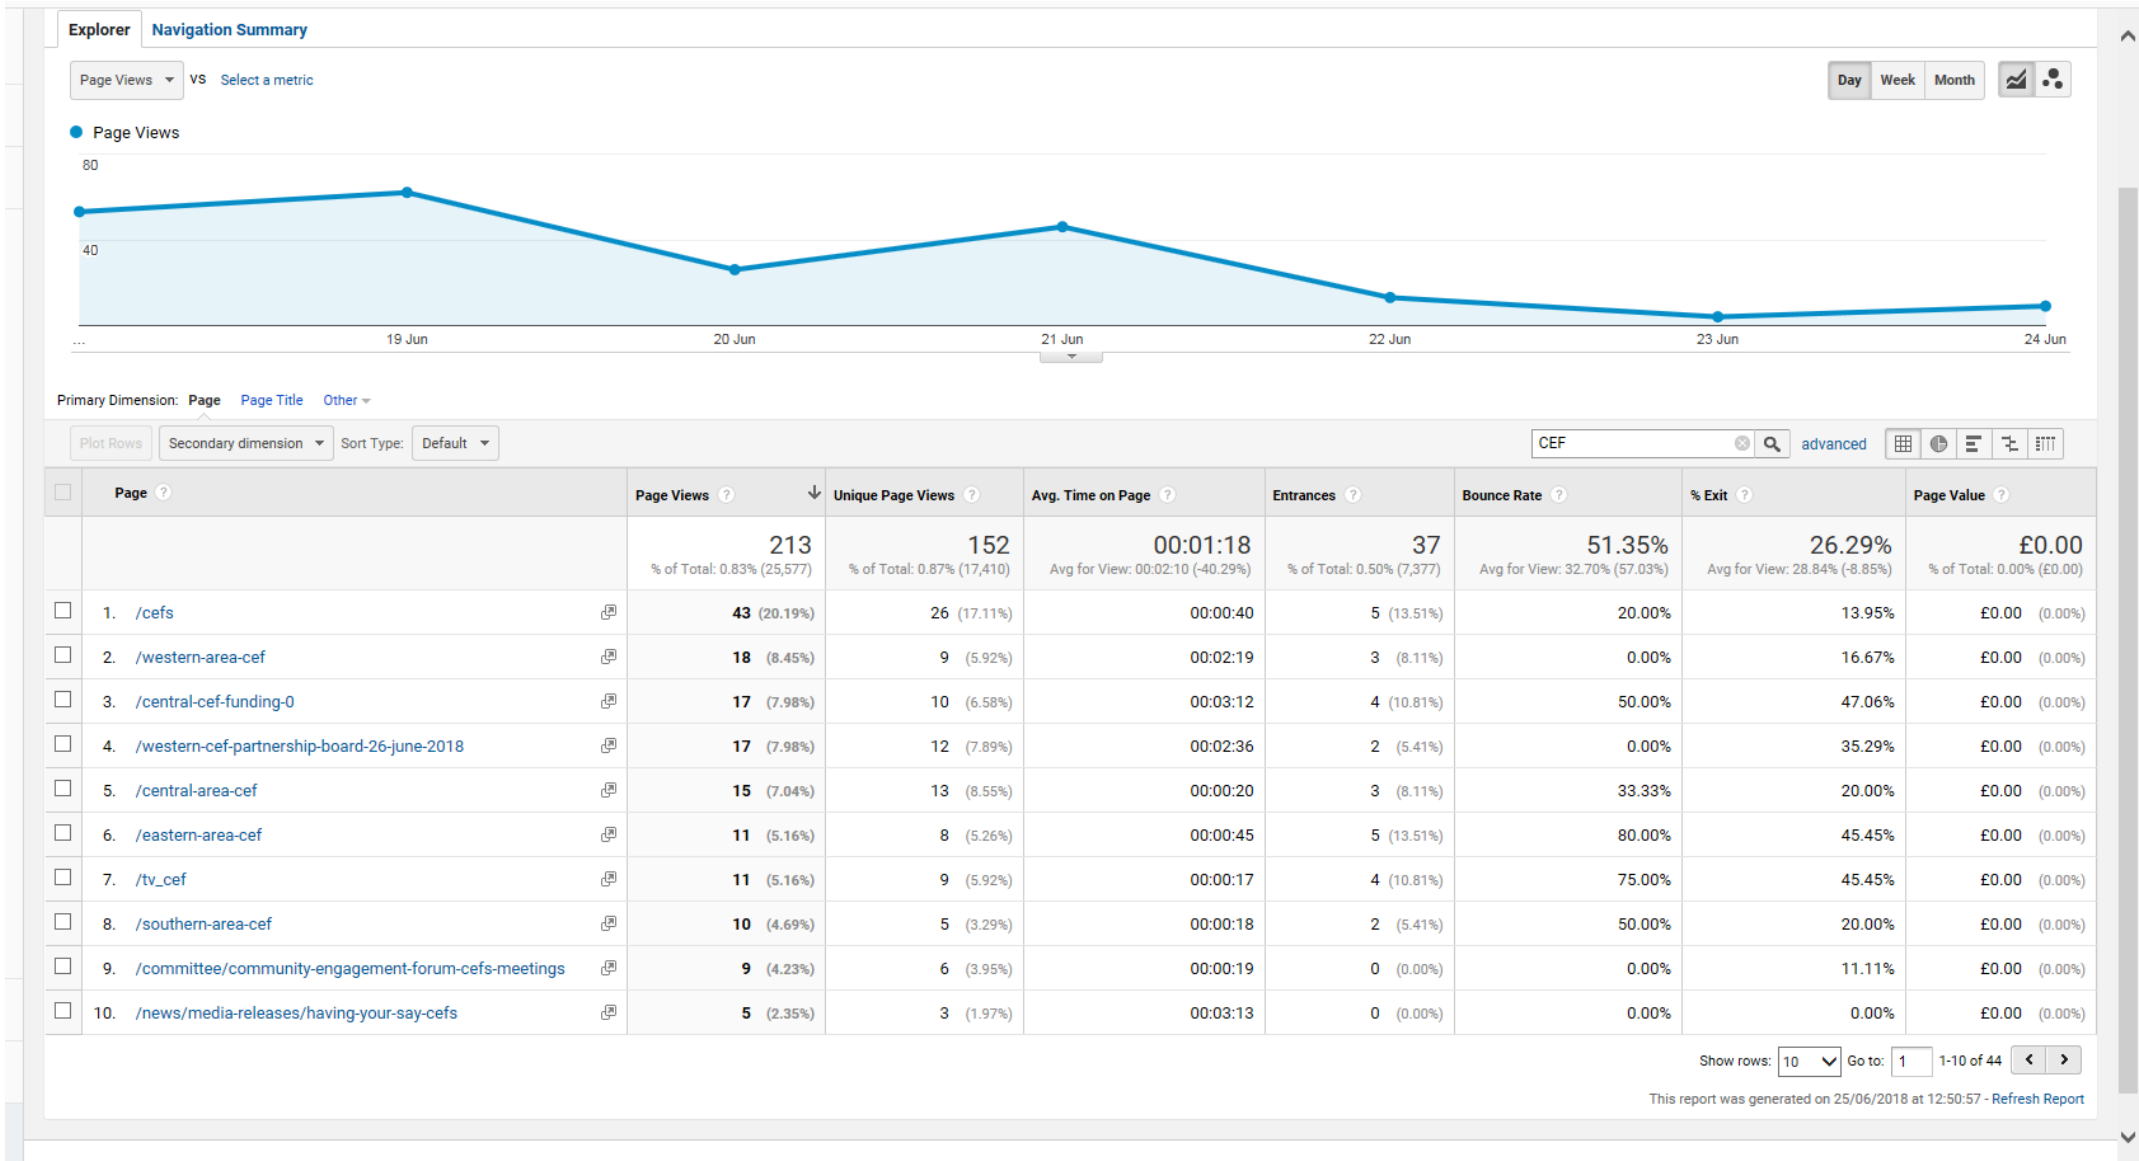 Explorer Navigation Summary
Page Views VS Select a metric Day Week Month
Page Views
80
40
... 19 Jun 20 Jun 21 Jun 22 Jun 23 Jun 24 Jun
Primary Dimension: Page Page Title Other
Plot Rows Secondary dimension Sort Type: Default CEF advanced
Page ? Page Views ? Unique Page Views ? Avg. Time on Page ? Entrances ? Bounce Rate ? % Exit ? Page Value ?
213 152 00:01:18 37 51.35% 26.29% £0.00
% of Total: 0.83% (25,577) % of Total: 0.87% (17,410) Avg for View: 00:02:10 (-40.29%) % of Total: 0.50% (7,377) Avg for View: 32.70% (57.03%) Avg for View: 28.84% (-8.85%) % of Total: 0.00% (£0.00)
1. /cefs 43 (20.19%) 26 (17.11%) 00:00:40 5 (13.51%) 20.00% 13.95% £0.00 (0.00%)
2. /western-area-cef 18 (8.45%) 9 (5.92%) 00:02:19 3 (8.11%) 0.00% 16.67% £0.00 (0.00%)
3. /central-cef-funding-0 17 (7.98%) 10 (6.58%) 00:03:12 4 (10.81%) 50.00% 47.06% £0.00 (0.00%)
4. /western-cef-partnership-board-26-june-2018 17 (7.98%) 12 (7.89%) 00:02:36 2 (5.41%) 0.00% 35.29% £0.00 (0.00%)
5. /central-area-cef 15 (7.04%) 13 (8.55%) 00:00:20 3 (8.11%) 33.33% 20.00% £0.00 (0.00%)
6. /eastern-area-cef 11 (5.16%) 8 (5.26%) 00:00:45 5 (13.51%) 80.00% 45.45% £0.00 (0.00%)
7. /tv_cef 11 (5.16%) 9 (5.92%) 00:00:17 4 (10.81%) 75.00% 45.45% £0.00 (0.00%)
8. /southern-area-cef 10 (4.69%) 5 (3.29%) 00:00:18 2 (5.41%) 50.00% 20.00% £0.00 (0.00%)
9. /committee/community-engagement-forum-cefs-meetings 9 (4.23%) 6 (3.95%) 00:00:19 0 (0.00%) 0.00% 11.11% £0.00 (0.00%)
10. /news/media-releases/having-your-say-cefs 5 (2.35%) 3 (1.97%) 00:03:13 0 (0.00%) 0.00% 0.00% £0.00 (0.00%)
Show rows: 10 Go to: 1 1-10 of 44
This report was generated on 25/06/2018 at 12:50:57 - Refresh Report